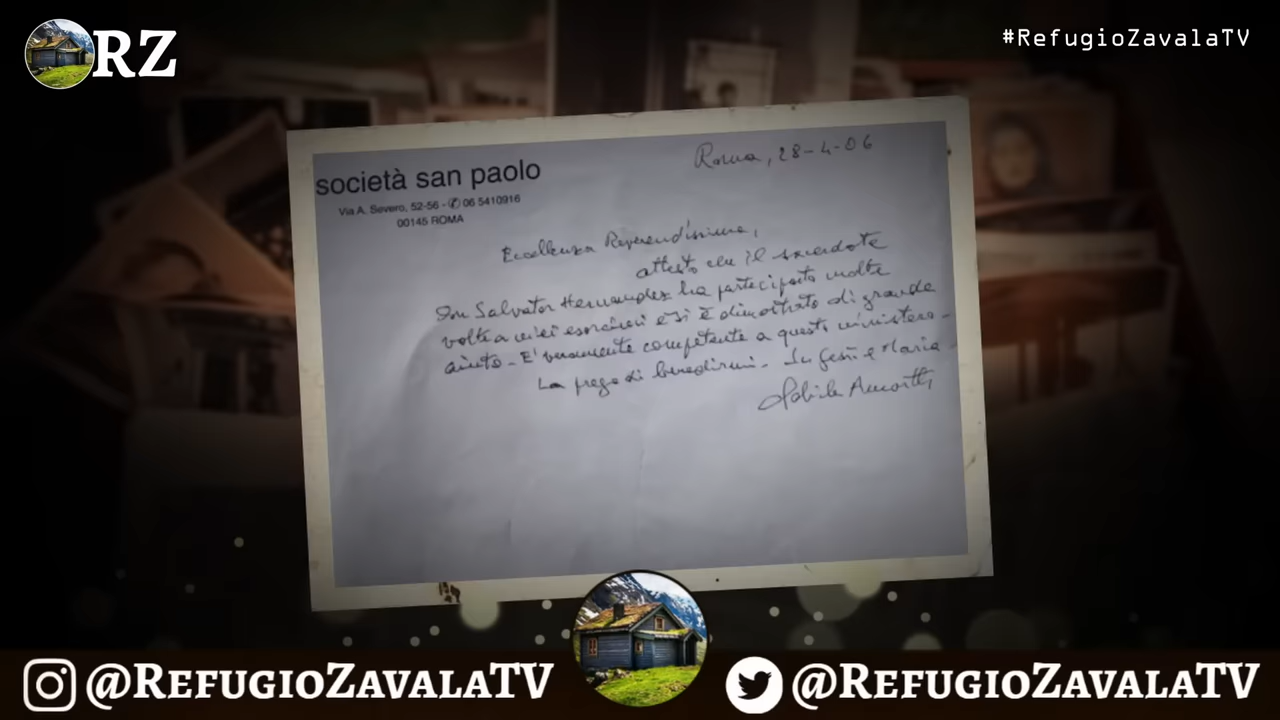 RZ
#RefugioZavalaTV
società san paolo
Via A. Severo, 52-56 - ✆ 06 5410916
00145 ROMA
Roma, 28-4-06
Eccellenza Reverendissima,
attesto che il sacerdote
Don Salvator Hernandez ha partecipato molte
volte a miei esorcismi e si è dimostrato di grande
aiuto. E' veramente competente a questo ministero.
La prego di benedirmi. In Gesù e Maria
Gabriele Amorth
@RefugioZavalaTV
@RefugioZavalaTV